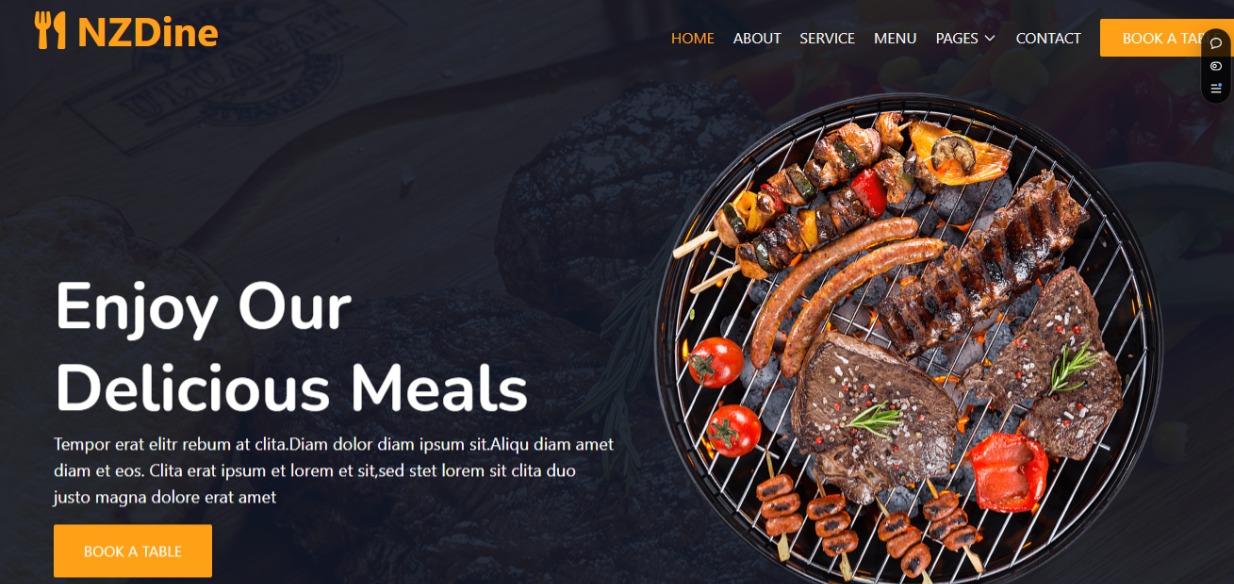 NZDine
HOME ABOUT SERVICE MENU PAGES CONTACT BOOK A
Enjoy Our
Delicious Meals
Tempor erat elitr rebum at clita.Diam dolor diam ipsum sit.Aliqu diam amet
diam et eos. Clita erat ipsum et lorem et sit,sed stet lorem sit clita duo
justo magna dolore erat amet
BOOK A TABLE